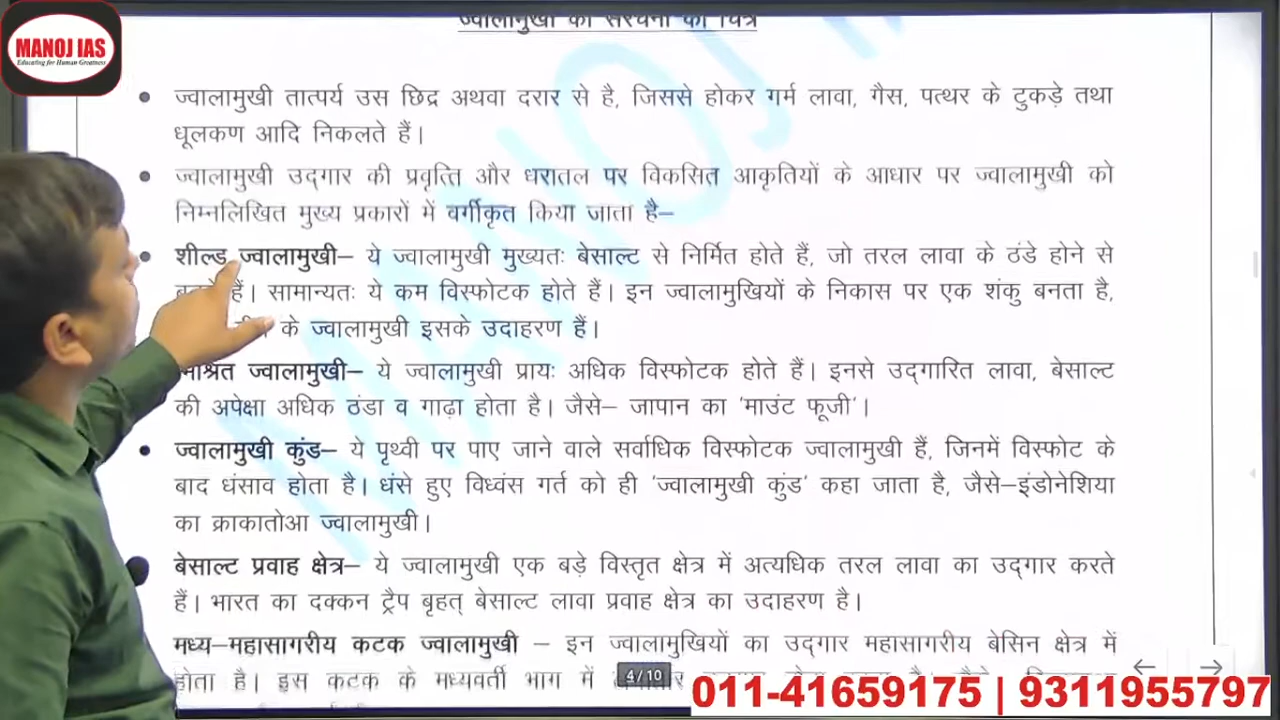 MANOJ IAS
Educating for Human Greatness
ज्वालामुखी की संरचना का चित्र
• ज्वालामुखी तात्पर्य उस छिद्र अथवा दरार से है, जिससे होकर गर्म लावा, गैस, पत्थर के टुकड़े तथा
धूलकण आदि निकलते हैं।
• ज्वालामुखी उद्गार की प्रवृत्ति और धरातल पर विकसित आकृतियों के आधार पर ज्वालामुखी को
निम्नलिखित मुख्य प्रकारों में वर्गीकृत किया जाता है–
• शील्ड ज्वालामुखी– ये ज्वालामुखी मुख्यतः बेसाल्ट से निर्मित होते हैं, जो तरल लावा के ठंडे होने से
हैं। सामान्यतः ये कम विस्फोटक होते हैं। इन ज्वालामुखियों के निकास पर एक शंकु बनता है,
के ज्वालामुखी इसके उदाहरण हैं।
मिश्रित ज्वालामुखी– ये ज्वालामुखी प्रायः अधिक विस्फोटक होते हैं। इनसे उद्गारित लावा, बेसाल्ट
की अपेक्षा अधिक ठंडा व गाढ़ा होता है। जैसे– जापान का 'माउंट फूजी'।
• ज्वालामुखी कुंड– ये पृथ्वी पर पाए जाने वाले सर्वाधिक विस्फोटक ज्वालामुखी हैं, जिनमें विस्फोट के
बाद धंसाव होता है। धंसे हुए विध्वंस गर्त को ही 'ज्वालामुखी कुंड' कहा जाता है, जैसे–इंडोनेशिया
का क्राकातोआ ज्वालामुखी।
बेसाल्ट प्रवाह क्षेत्र– ये ज्वालामुखी एक बड़े विस्तृत क्षेत्र में अत्यधिक तरल लावा का उद्गार करते
हैं। भारत का दक्कन ट्रैप बृहत् बेसाल्ट लावा प्रवाह क्षेत्र का उदाहरण है।
मध्य–महासागरीय कटक ज्वालामुखी – इन ज्वालामुखियों का उद्गार महासागरीय बेसिन क्षेत्र में
होता है। इस कटक के मध्यवर्ती भाग में
4/10
011-41659175 | 9311955797